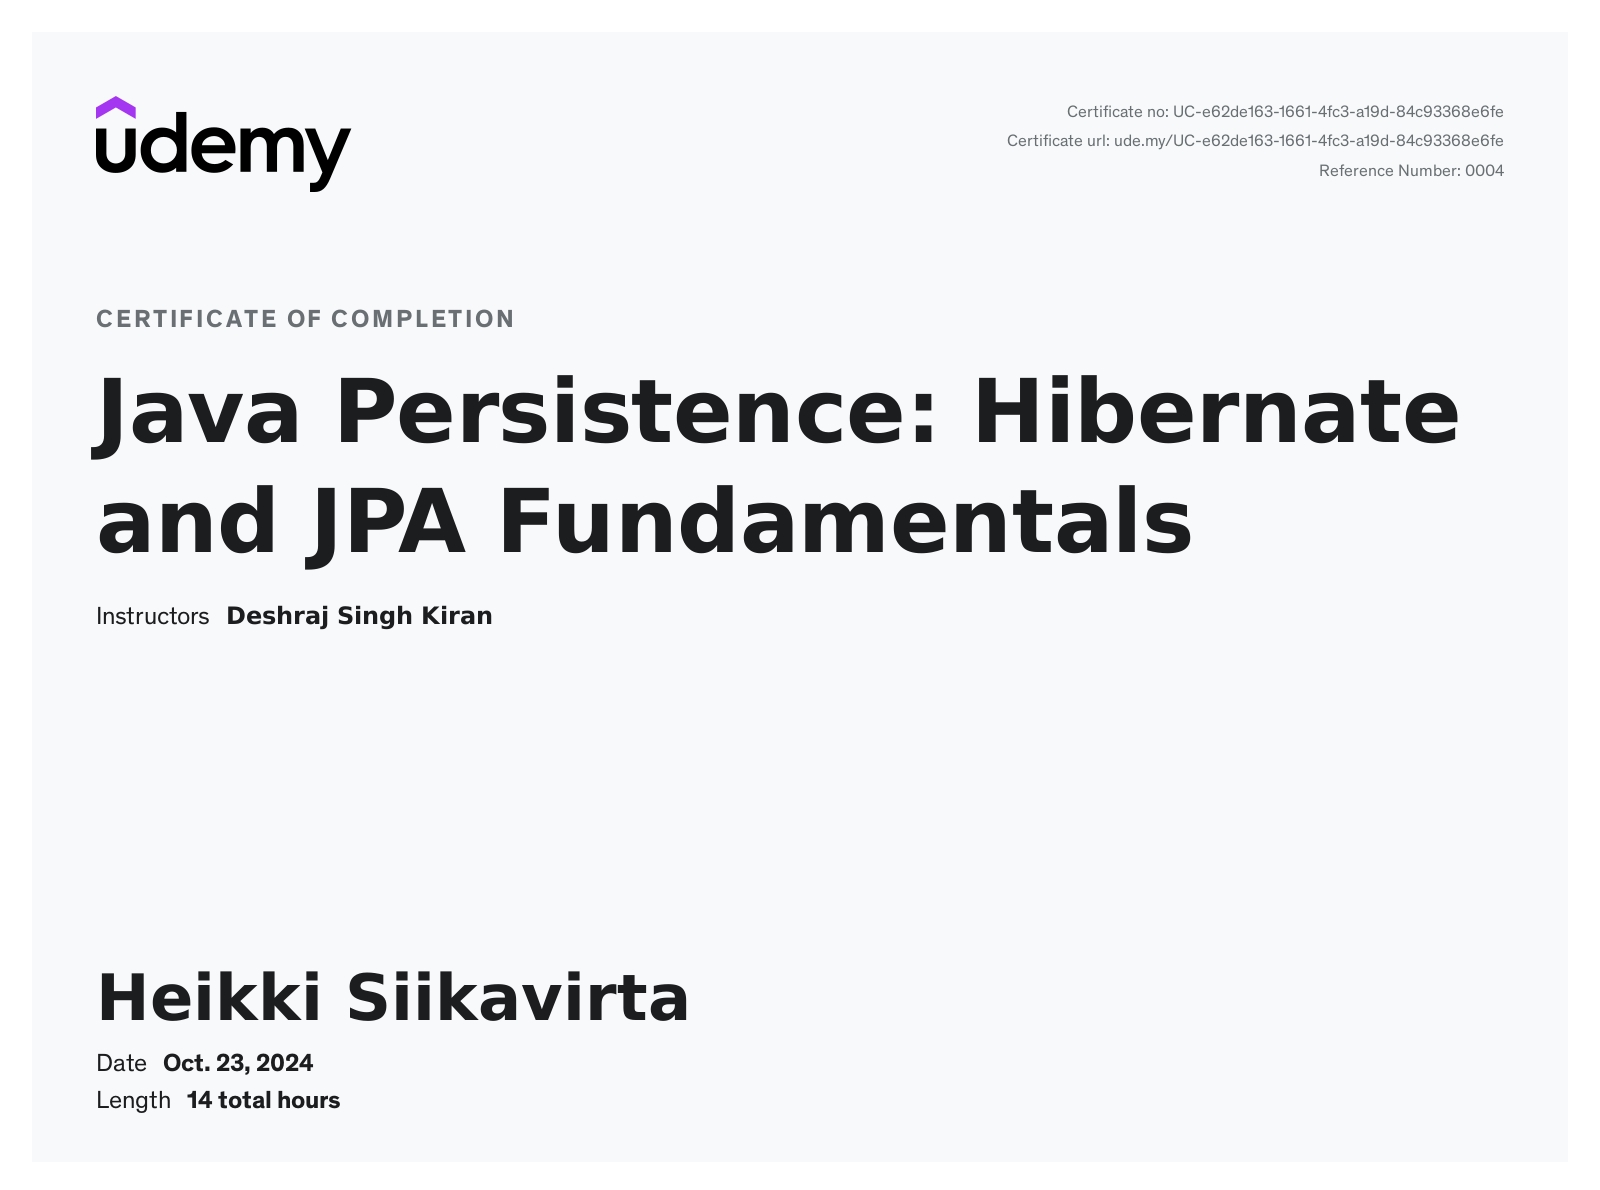 udemy
Certificate no: UC-e62de163-1661-4fc3-a19d-84c93368e6fe
Certificate url: ude.my/UC-e62de163-1661-4fc3-a19d-84c93368e6fe
Reference Number: 0004
CERTIFICATE OF COMPLETION
Java Persistence: Hibernate
and JPA Fundamentals
Instructors Deshraj Singh Kiran
Heikki Siikavirta
Date Oct. 23, 2024
Length 14 total hours